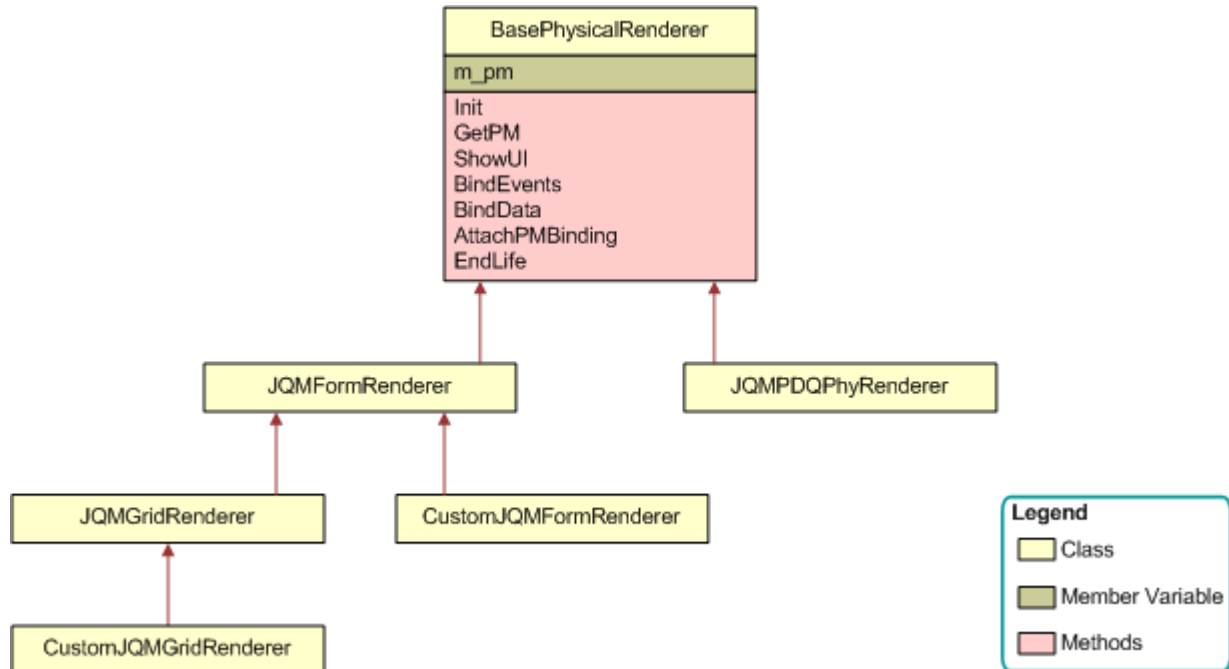 BasePhysicalRenderer
m_pm
Init
GetPM
ShowUI
BindEvents
BindData
AttachPMBinding
EndLife
JQMFormRenderer
JQMPDQPhyRenderer
JQMGridRenderer
CustomJQMFormRenderer
CustomJQMGridRenderer
Legend
Class
Member Variable
Methods